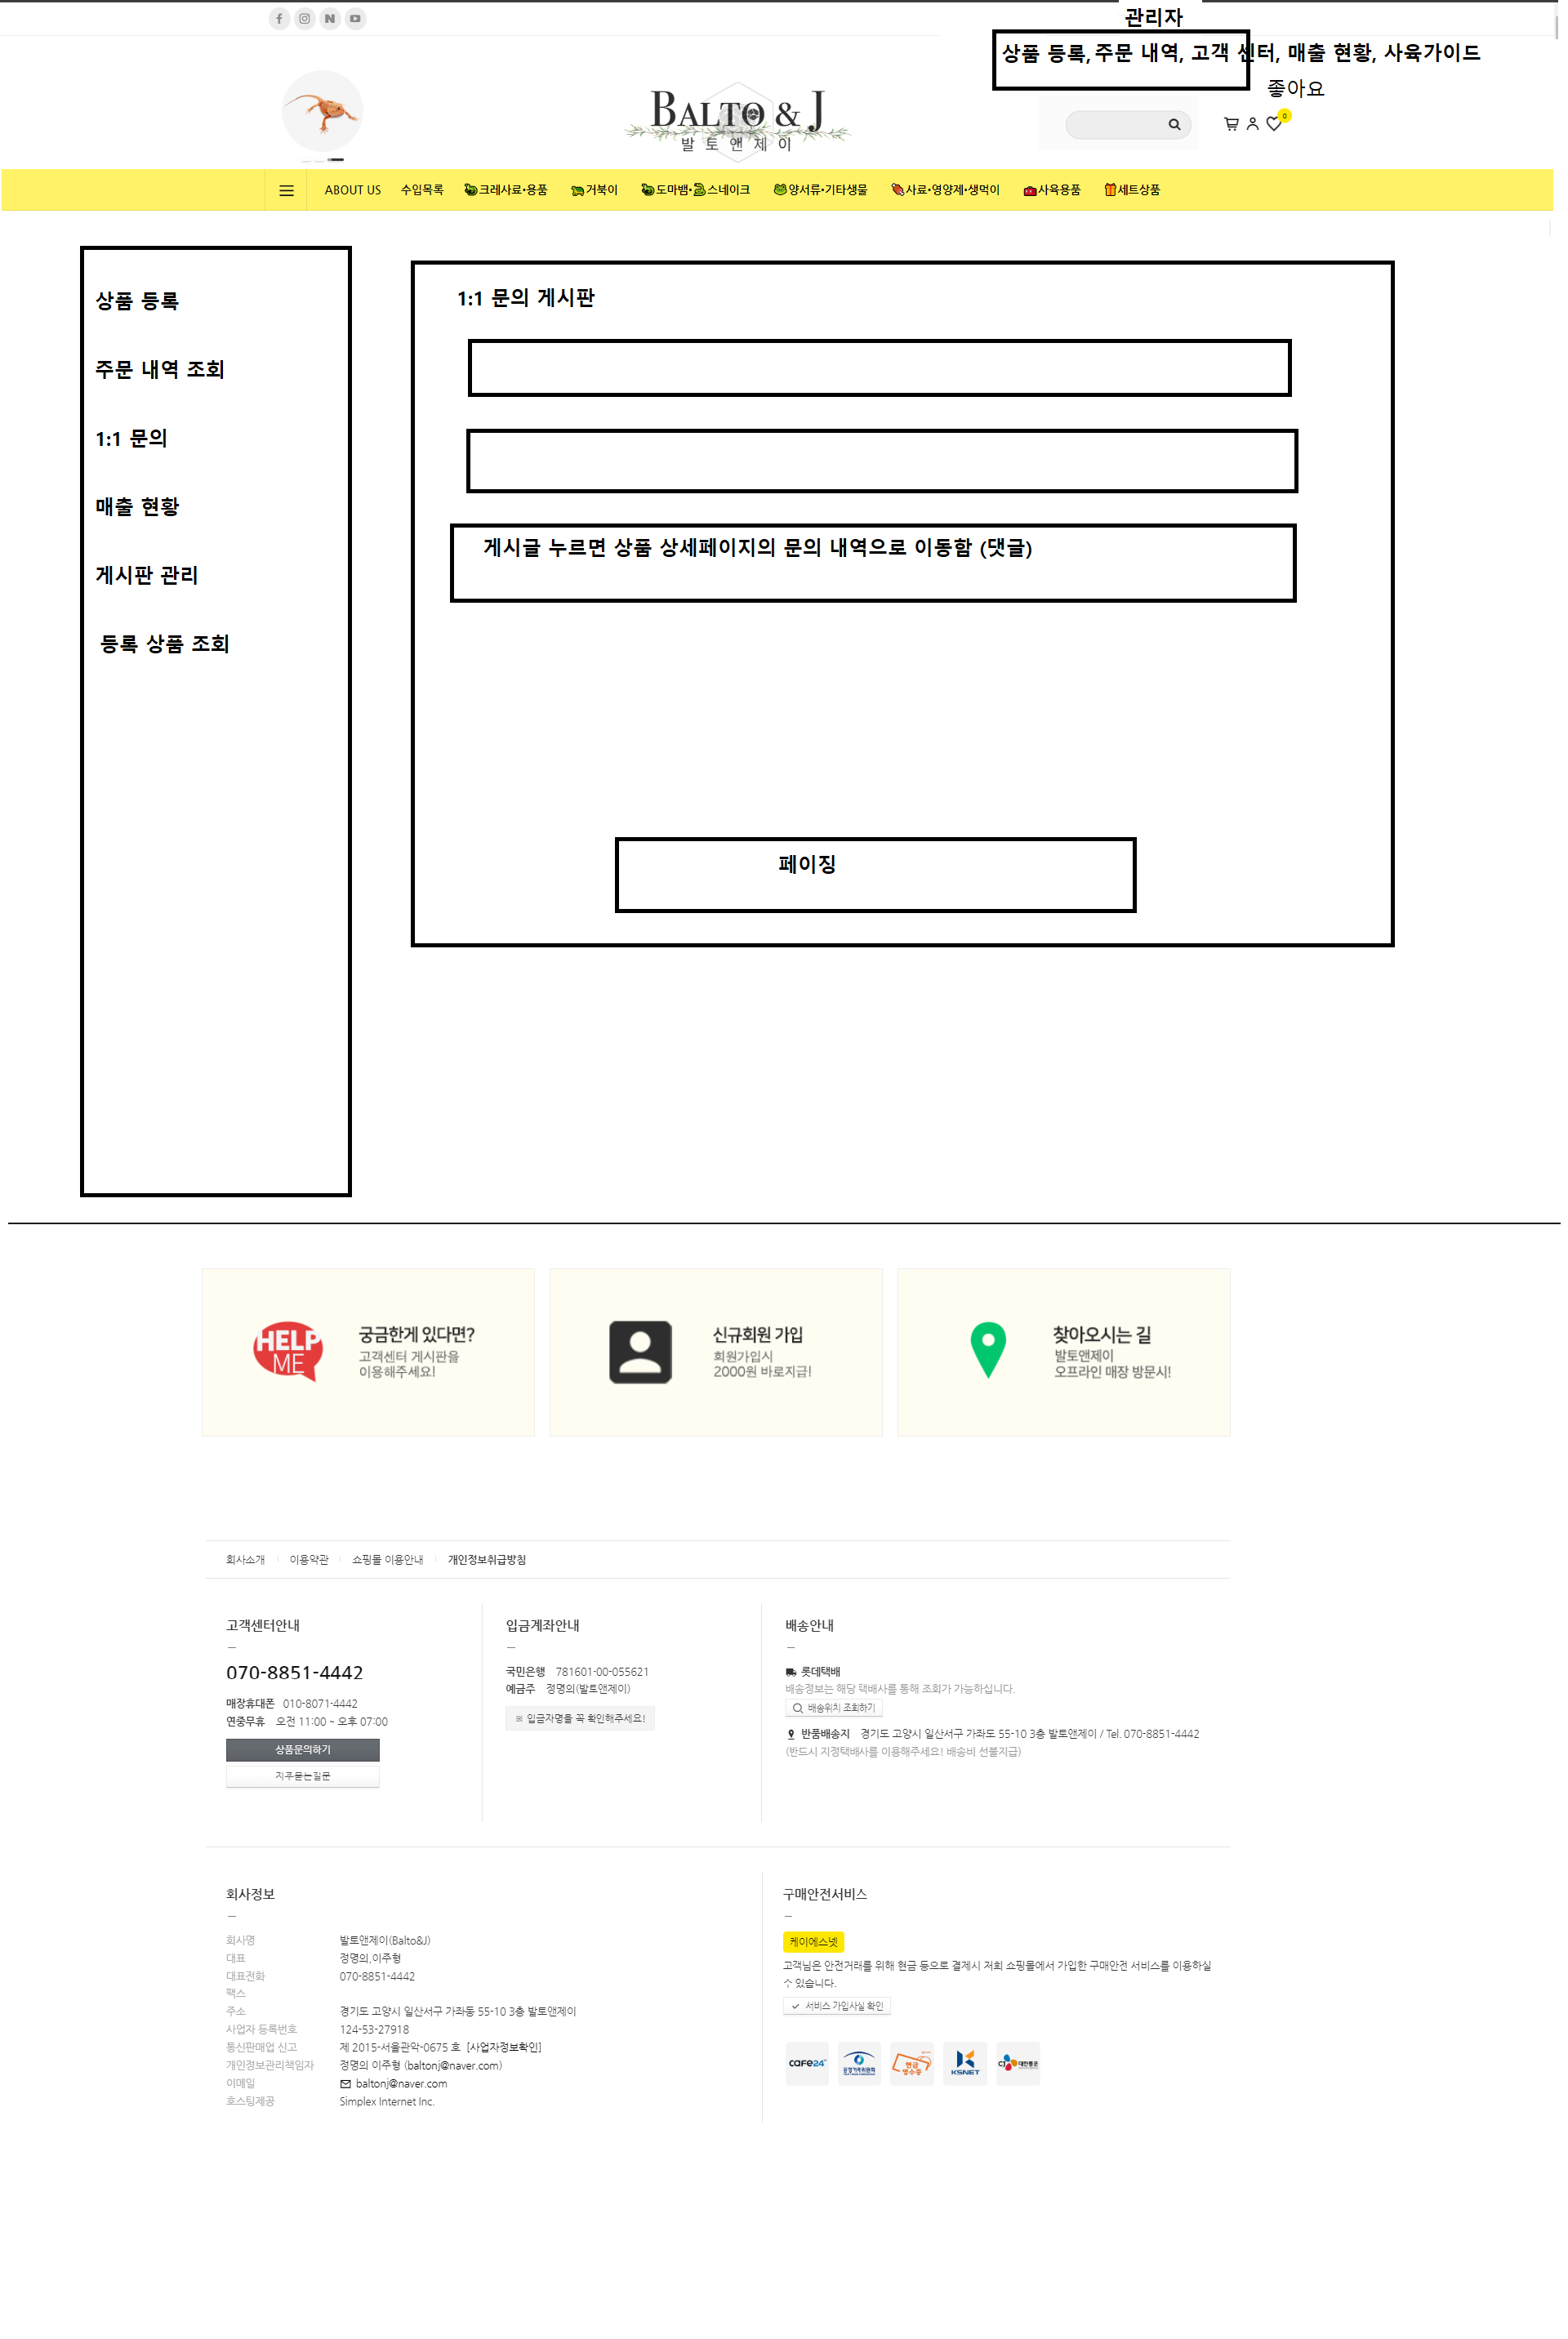 관리자
상품 등록, 주문 내역, 고객 센터, 매출 현황, 사육가이드
좋아요
BALTO & J
발토앤제이
0
ABOUT US 수입목록 크레사료•용품 거북이 도마뱀•스네이크 양서류•기타생물 사료•영양제•생먹이 사육용품 세트상품
상품 등록
주문 내역 조회
1:1 문의
매출 현황
게시판 관리
등록 상품 조회
1:1 문의 게시판
게시글 누르면 상품 상세페이지의 문의 내역으로 이동함 (댓글)
페이징
HELP
ME
궁금한게 있다면?
고객센터 게시판을
이용해주세요!
신규회원 가입
회원가입시
2000원 바로지급!
찾아오시는 길
발토앤제이
오프라인 매장 방문시!
회사소개 이용약관 쇼핑몰 이용안내 개인정보취급방침
고객센터안내
070-8851-4442
매장휴대폰 010-8071-4442
연중무휴 오전 11:00 ~ 오후 07:00
상품문의하기
자주묻는질문
입금계좌안내
국민은행 781601-00-055621
예금주 정명의(발토앤제이)
※ 입금자명을 꼭 확인해주세요!
배송안내
롯데택배
배송정보는 해당 택배사를 통해 조회가 가능하십니다.
배송위치 조회하기
반품배송지 경기도 고양시 일산서구 가좌도 55-10 3층 발토앤제이 / Tel. 070-8851-4442
(반드시 지정택배사를 이용해주세요! 배송비 선불지급)
회사정보
회사명 발토앤제이(Balto&J)
대표 정명의,이주형
대표전화 070-8851-4442
팩스
주소 경기도 고양시 일산서구 가좌동 55-10 3층 발토앤제이
사업자 등록번호 124-53-27918
통신판매업 신고 제 2015-서울관악-0675 호 [사업자정보확인]
개인정보관리책임자 정명의 이주형 (baltonj@naver.com)
이메일 baltonj@naver.com
호스팅제공 Simplex Internet Inc.
구매안전서비스
케이에스넷
고객님은 안전거래를 위해 현금 등으로 결제시 저희 쇼핑몰에서 가입한 구매안전 서비스를 이용하실
수 있습니다.
서비스 가입사실 확인
cafe24
공정거래위원회
현금
영수증
KSNET
CJ 대한통운